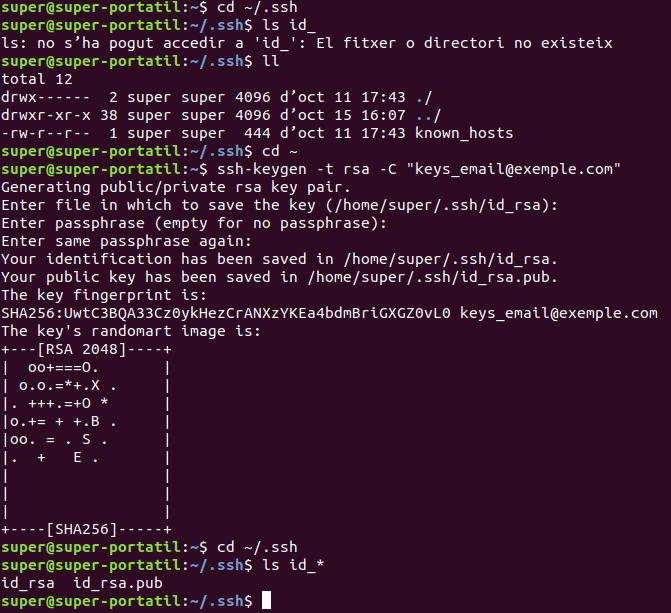 super@super-portatil:~$ cd ~/.ssh
super@super-portatil:~/.ssh$ ls id_
ls: no s’ha pogut accedir a 'id_': El fitxer o directori no existeix
super@super-portatil:~/.ssh$ ll
total 12
drwx------  2 super super 4096 d’oct 11 17:43 ./
drwxr-xr-x 38 super super 4096 d’oct 15 16:07 ../
-rw-r--r--  1 super super  444 d’oct 11 17:43 known_hosts
super@super-portatil:~/.ssh$ cd ~
super@super-portatil:~$ ssh-keygen -t rsa -C "keys_email@exemple.com"
Generating public/private rsa key pair.
Enter file in which to save the key (/home/super/.ssh/id_rsa):
Enter passphrase (empty for no passphrase):
Enter same passphrase again:
Your identification has been saved in /home/super/.ssh/id_rsa.
Your public key has been saved in /home/super/.ssh/id_rsa.pub.
The key fingerprint is:
SHA256:UwtC3BQA33Cz0ykHezCrANXzYKEa4bdmBriGXGZ0vL0 keys_email@exemple.com
The key's randomart image is:
+---[RSA 2048]----+
|  oo+===O.       |
| o.o.=*+.X .     |
|. +++.=+O *      |
|o.+= + +.B .     |
|oo. = . S .      |
|.  +   E .       |
|                 |
|                 |
|                 |
+----[SHA256]-----+
super@super-portatil:~$ cd ~/.ssh
super@super-portatil:~/.ssh$ ls id_*
id_rsa  id_rsa.pub
super@super-portatil:~/.ssh$